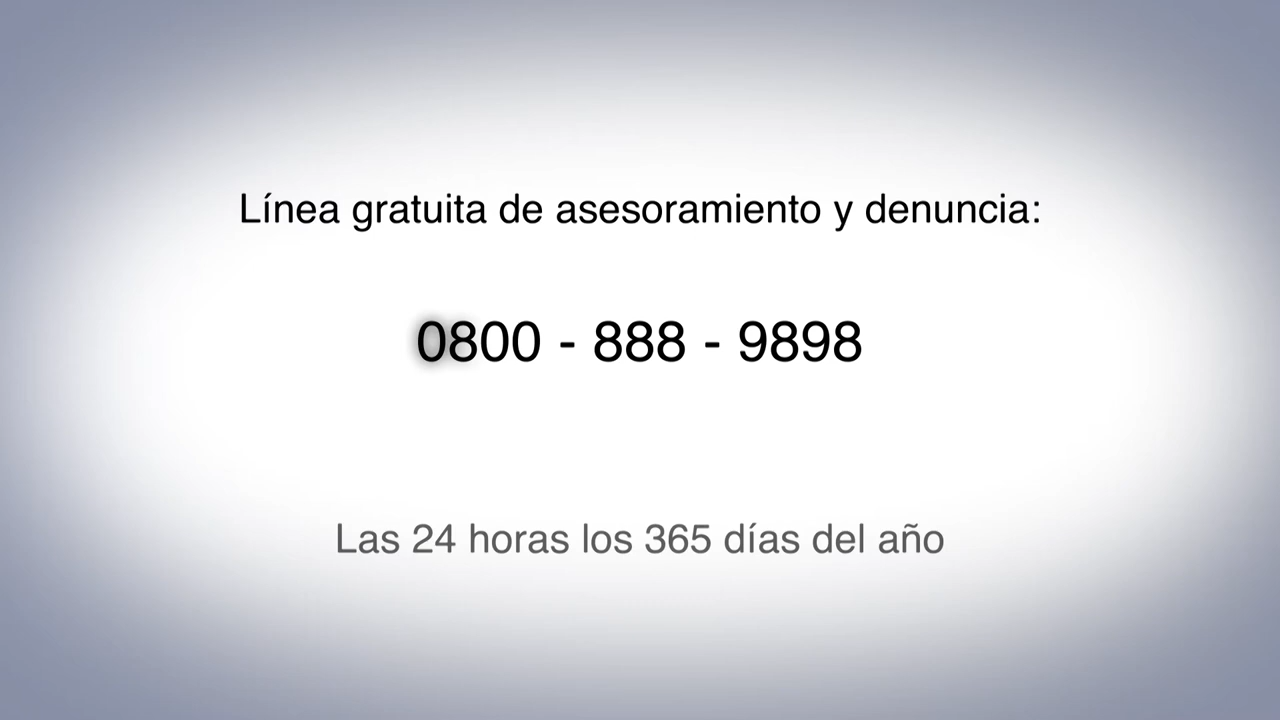 Línea gratuita de asesoramiento y denuncia:
0800 - 888 - 9898
Las 24 horas los 365 días del año